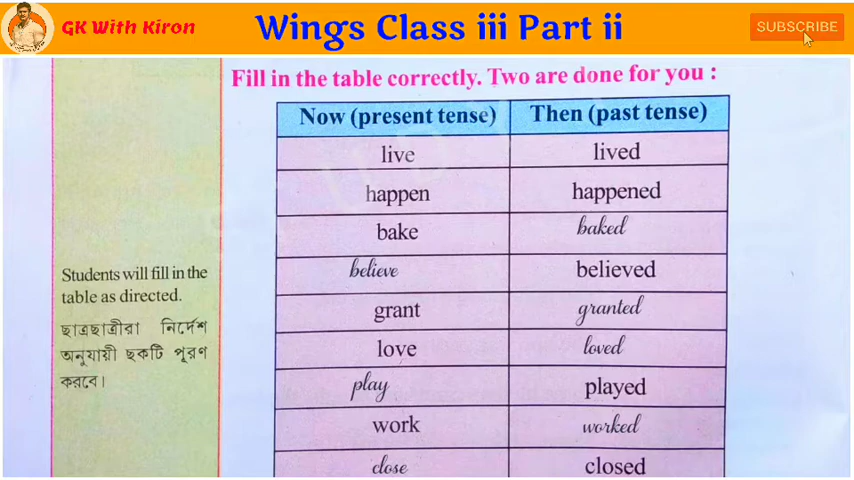 GK With Kiron
Wings Class iii Part ii
SUBSCRIBE
Fill in the table correctly. Two are done for you :
Now (present tense) Then (past tense)
live lived
happen happened
bake baked
believe believed
grant granted
love loved
play played
work worked
close closed
Students will fill in the
table as directed.
ছাত্রছাত্রীরা নির্দেশ
অনুযায়ী ছকটি পূরণ
করবে।